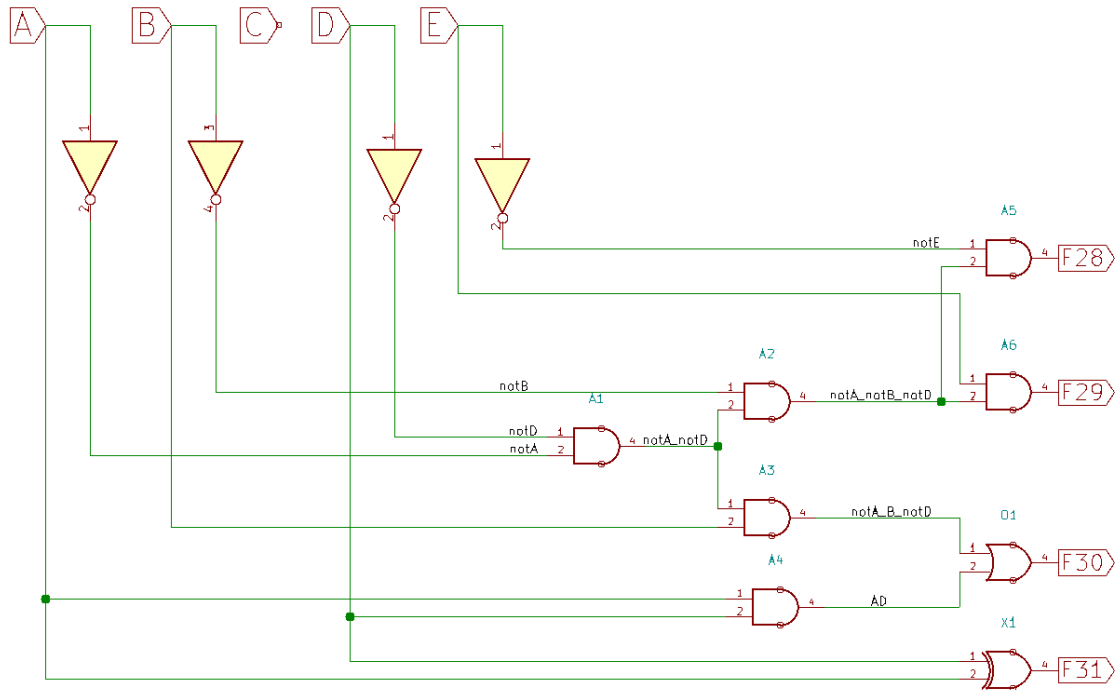 A B C D E
1 3 1 1
2 4 2 2
A5
notE 1 4 F28
2
A6
A2
1 4 F29
notB 1 notA_notB_notD 2
A1 2 4
notD 1 4 notA_notD
notA 2
A3
1 4 notA_B_notD
2
O1
A4 1 4 F30
2
1 4 AD
2
X1
1 4 F31
2